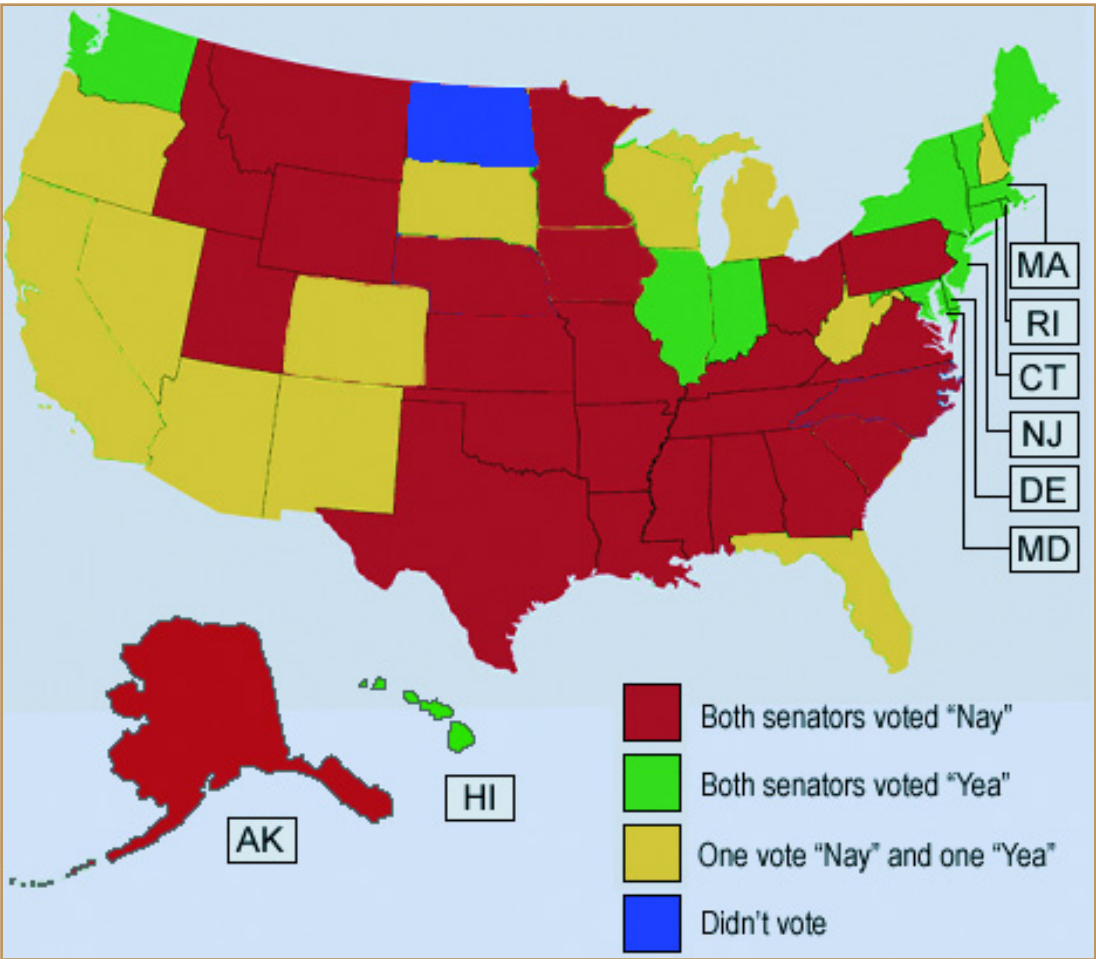 MA
RI
CT
NJ
DE
MD
HI
AK
Both senators voted “Nay”
Both senators voted “Yea”
One vote “Nay” and one “Yea”
Didn’t vote